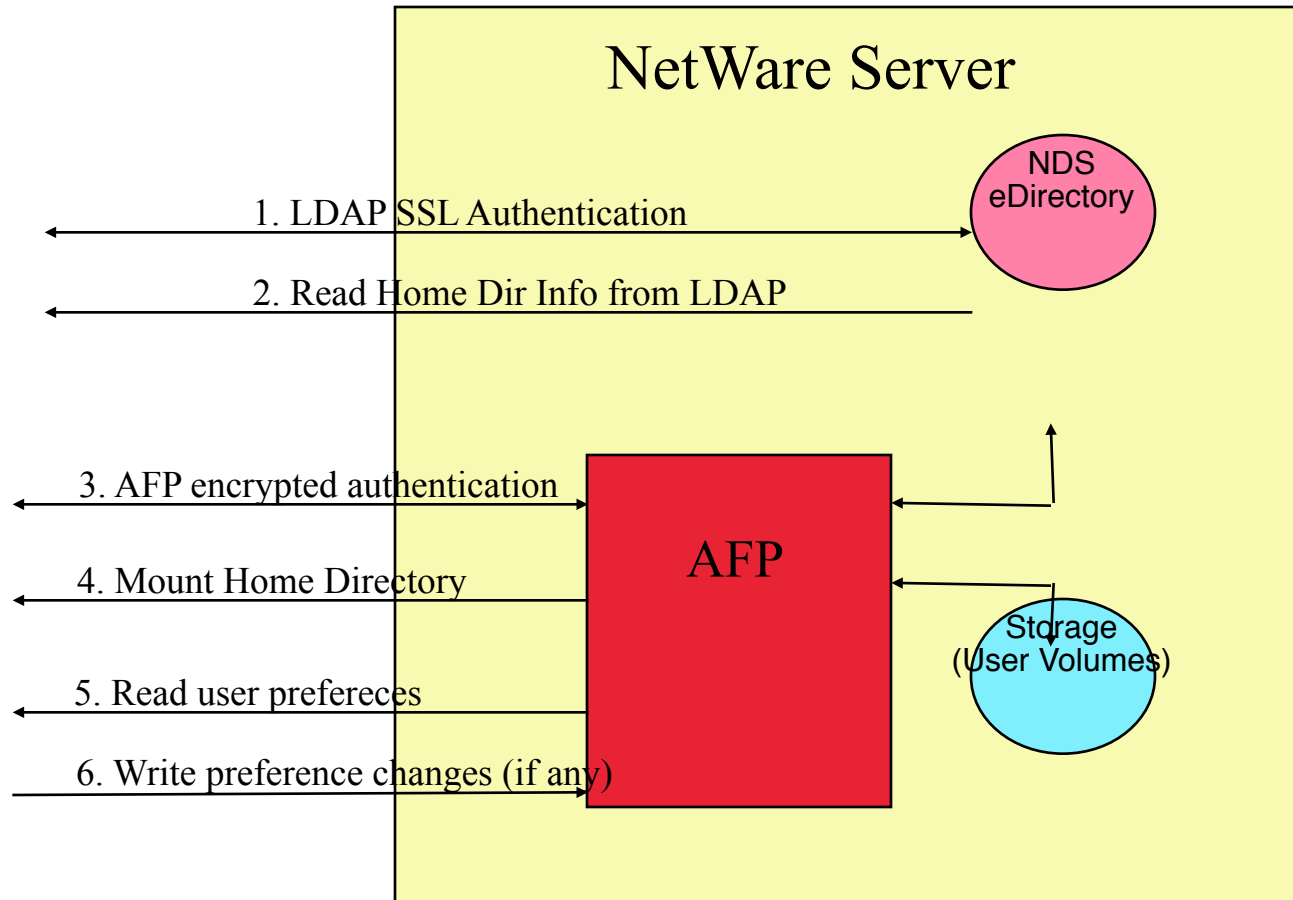 NetWare Server
NDS
eDirectory
1. LDAP SSL Authentication
2. Read Home Dir Info from LDAP
3. AFP encrypted authentication
AFP
4. Mount Home Directory
Storage
(User Volumes)
5. Read user prefereces
6. Write preference changes (if any)